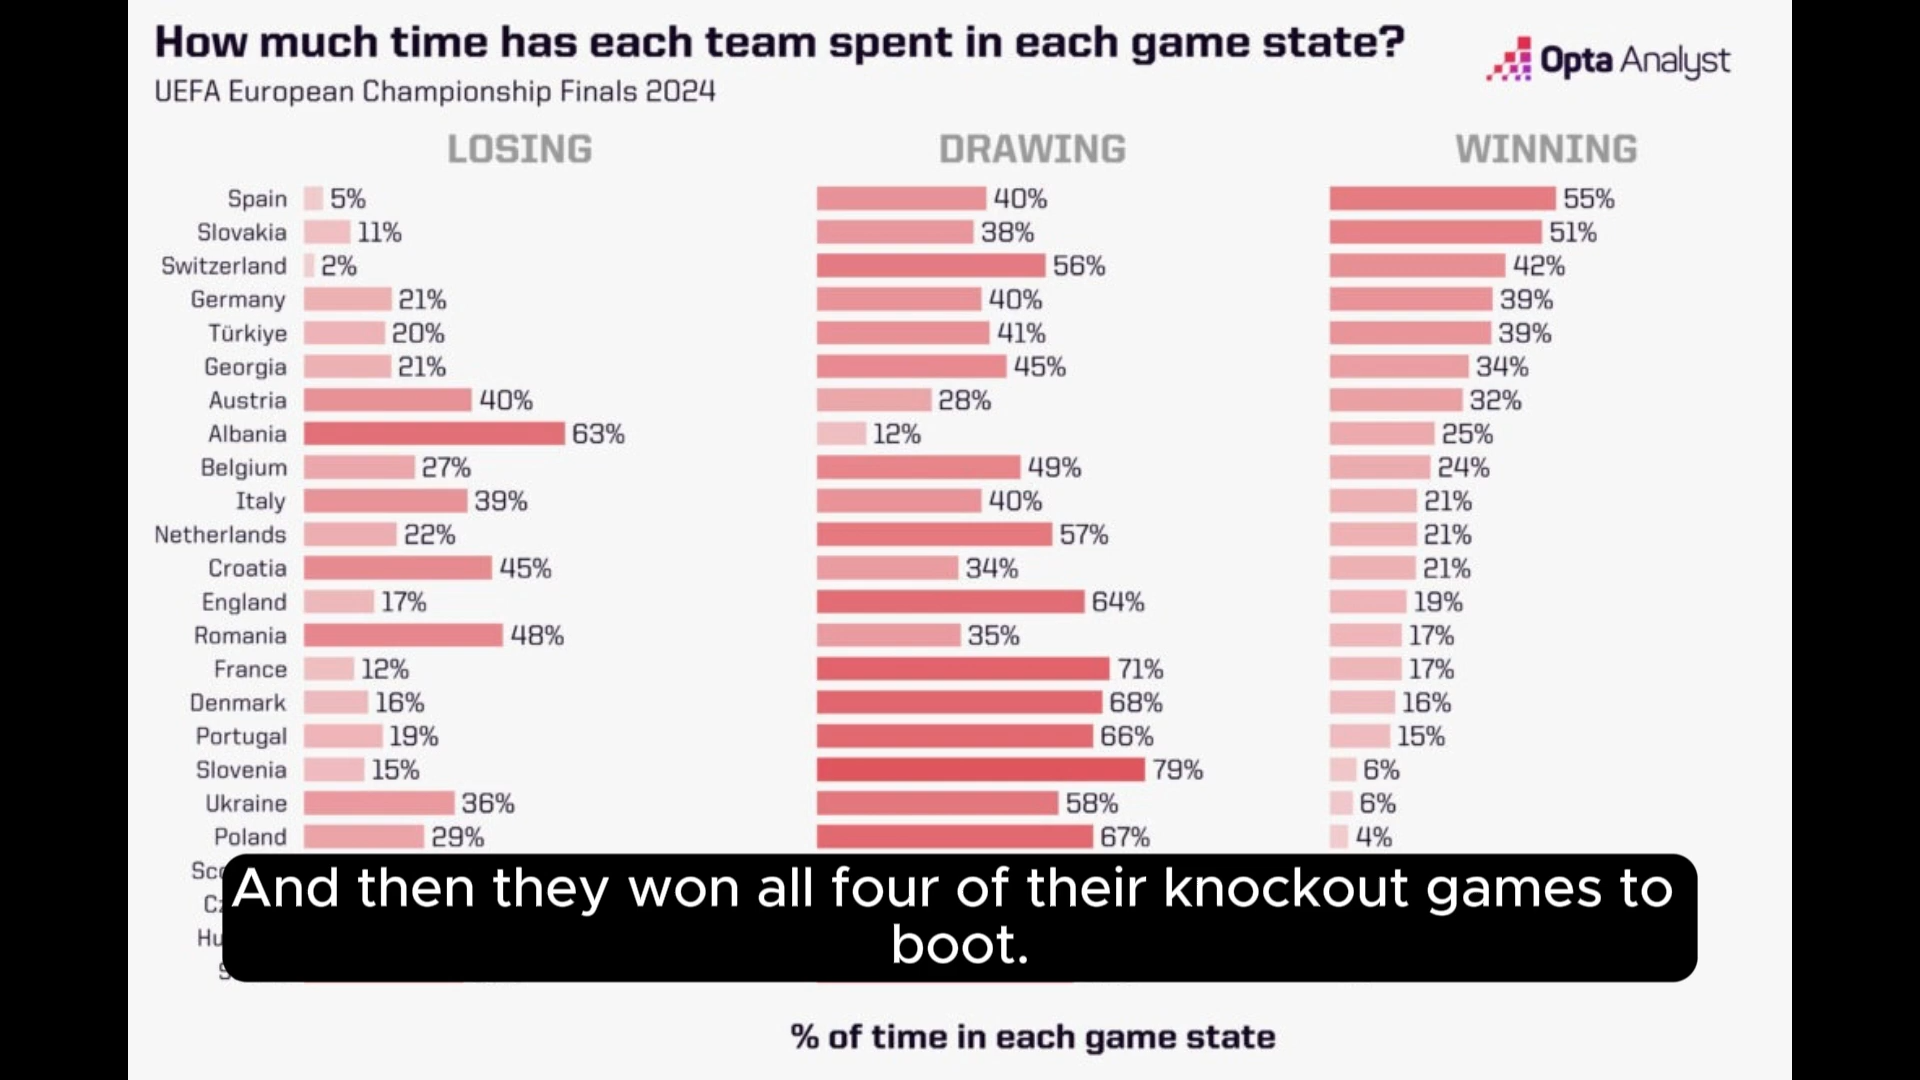 How much time has each team spent in each game state?
Opta Analyst
UEFA European Championship Finals 2024
LOSING DRAWING WINNING
Spain 5% 40% 55%
Slovakia 11% 38% 51%
Switzerland 2% 56% 42%
Germany 21% 40% 39%
Türkiye 20% 41% 39%
Georgia 21% 45% 34%
Austria 40% 28% 32%
Albania 63% 12% 25%
Belgium 27% 49% 24%
Italy 39% 40% 21%
Netherlands 22% 57% 21%
Croatia 45% 34% 21%
England 17% 64% 19%
Romania 48% 35% 17%
France 12% 71% 17%
Denmark 16% 68% 16%
Portugal 19% 66% 15%
Slovenia 15% 79% 6%
Ukraine 36% 58% 6%
Poland 29% 67% 4%
And then they won all four of their knockout games to
boot.
% of time in each game state